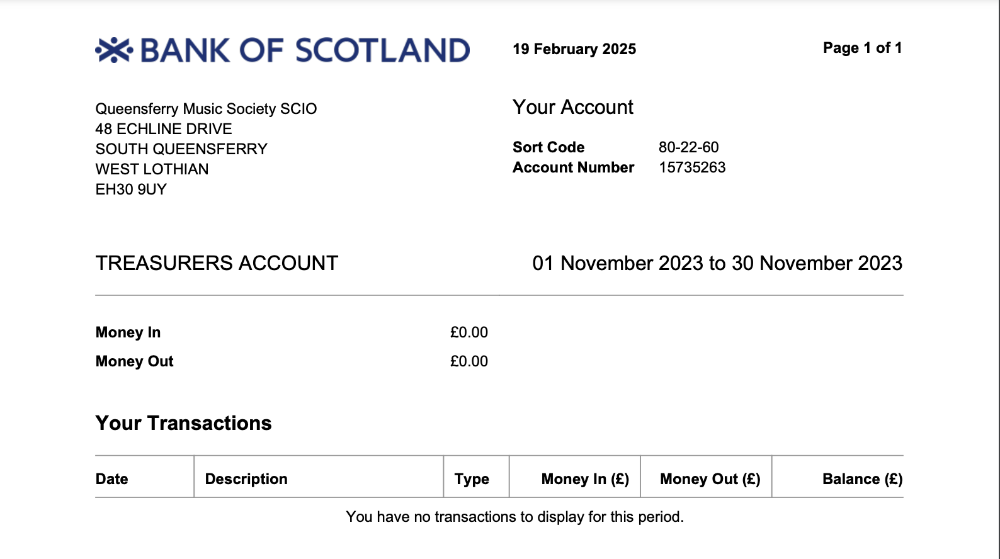 BANK OF SCOTLAND
19 February 2025
Page 1 of 1
Queensferry Music Society SCIO
48 ECHLINE DRIVE
SOUTH QUEENSFERRY
WEST LOTHIAN
EH30 9UY
Your Account
Sort Code 80-22-60
Account Number 15735263
TREASURERS ACCOUNT
01 November 2023 to 30 November 2023
Money In £0.00
Money Out £0.00
Your Transactions
Date Description Type Money In (£) Money Out (£) Balance (£)
You have no transactions to display for this period.